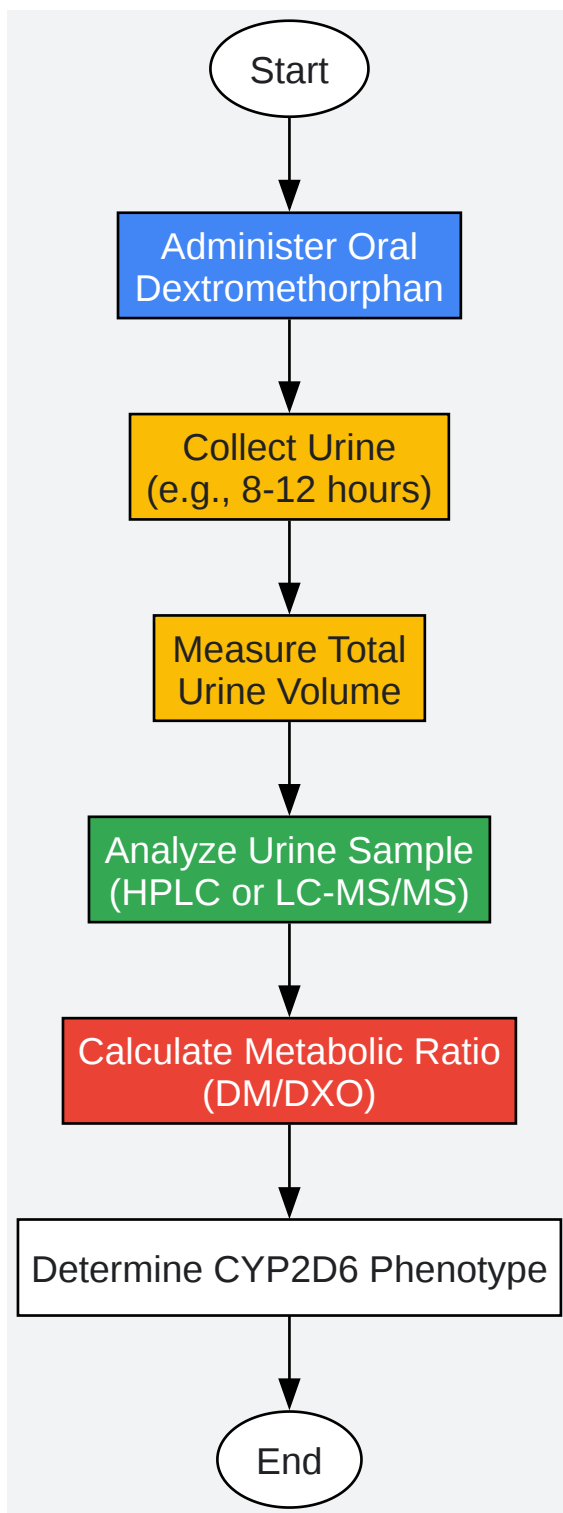 Start
Administer Oral
Dextromethorphan
Collect Urine
(e.g., 8-12 hours)
Measure Total
Urine Volume
Analyze Urine Sample
(HPLC or LC-MS/MS)
Calculate Metabolic Ratio
(DM/DXO)
Determine CYP2D6 Phenotype
End